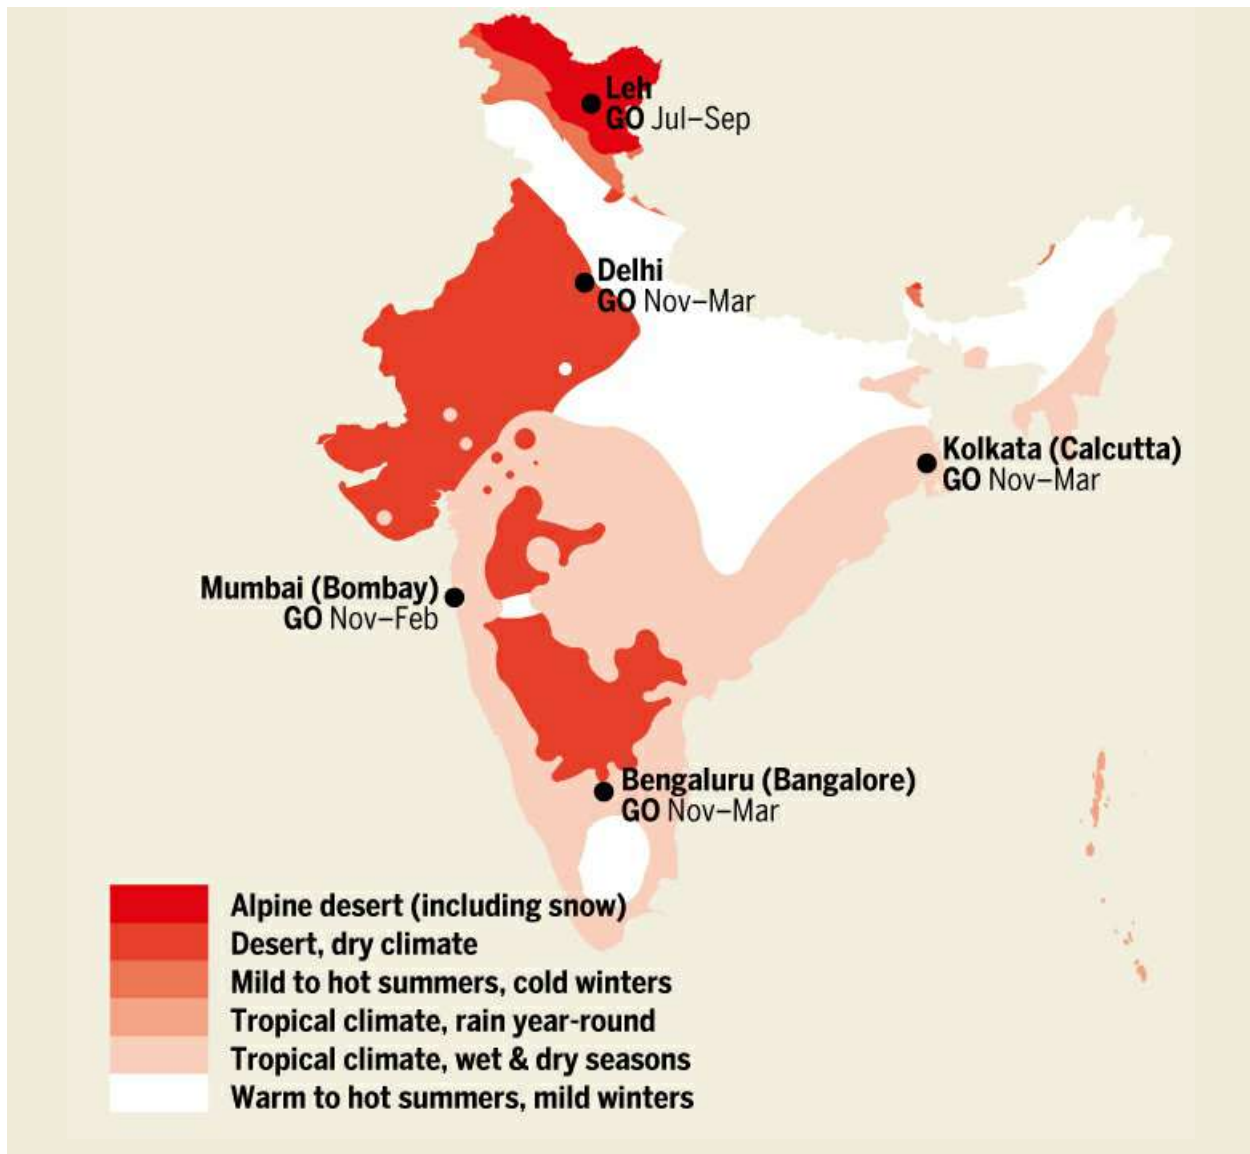 Leh
GO Jul–Sep
Delhi
GO Nov–Mar
Kolkata (Calcutta)
GO Nov–Mar
Mumbai (Bombay)
GO Nov–Feb
Bengaluru (Bangalore)
GO Nov–Mar
Alpine desert (including snow)
Desert, dry climate
Mild to hot summers, cold winters
Tropical climate, rain year-round
Tropical climate, wet & dry seasons
Warm to hot summers, mild winters